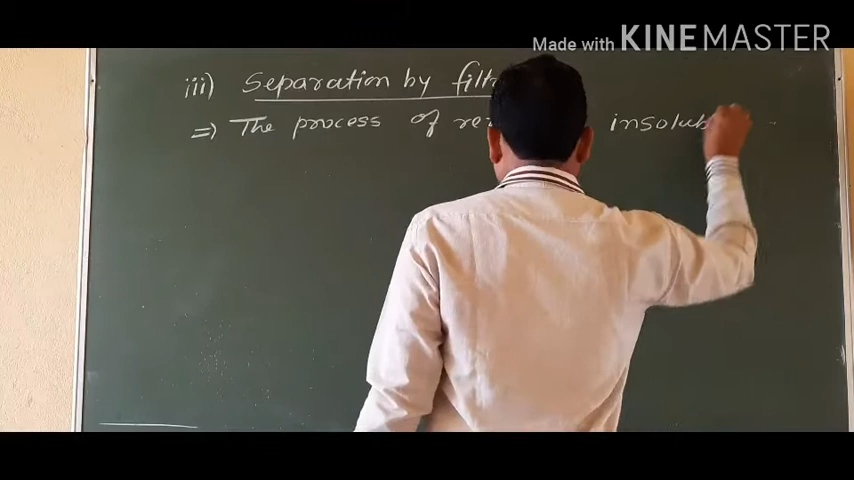 Made with KINEMASTER
iii) Separation by
=> The process of